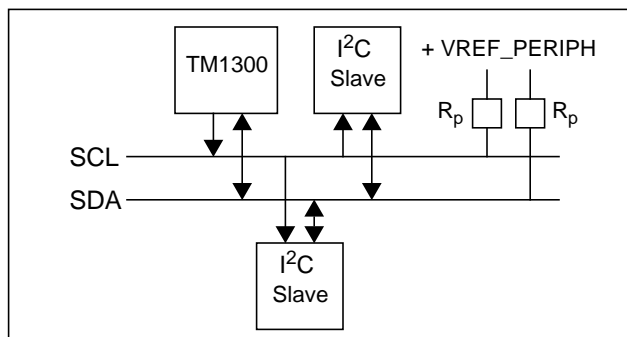 TM1300
I²C
Slave
+ VREF_PERIPH
Rp
Rp
SCL
SDA
I²C
Slave